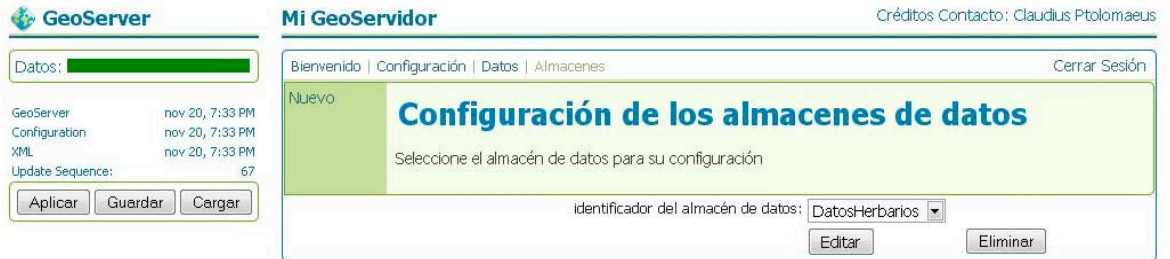 GeoServer
Mi GeoServidor
Créditos Contacto: Claudius Ptolomaeus
Datos:
Bienvenido | Configuración | Datos | Almacenes
Cerrar Sesión
GeoServer nov 20, 7:33 PM
Configuration nov 20, 7:33 PM
XML nov 20, 7:33 PM
Update Sequence: 67
Aplicar Guardar Cargar
Nuevo
Configuración de los almacenes de datos
Seleccione el almacén de datos para su configuración
identificador del almacén de datos: DatosHerbarios
Editar Eliminar